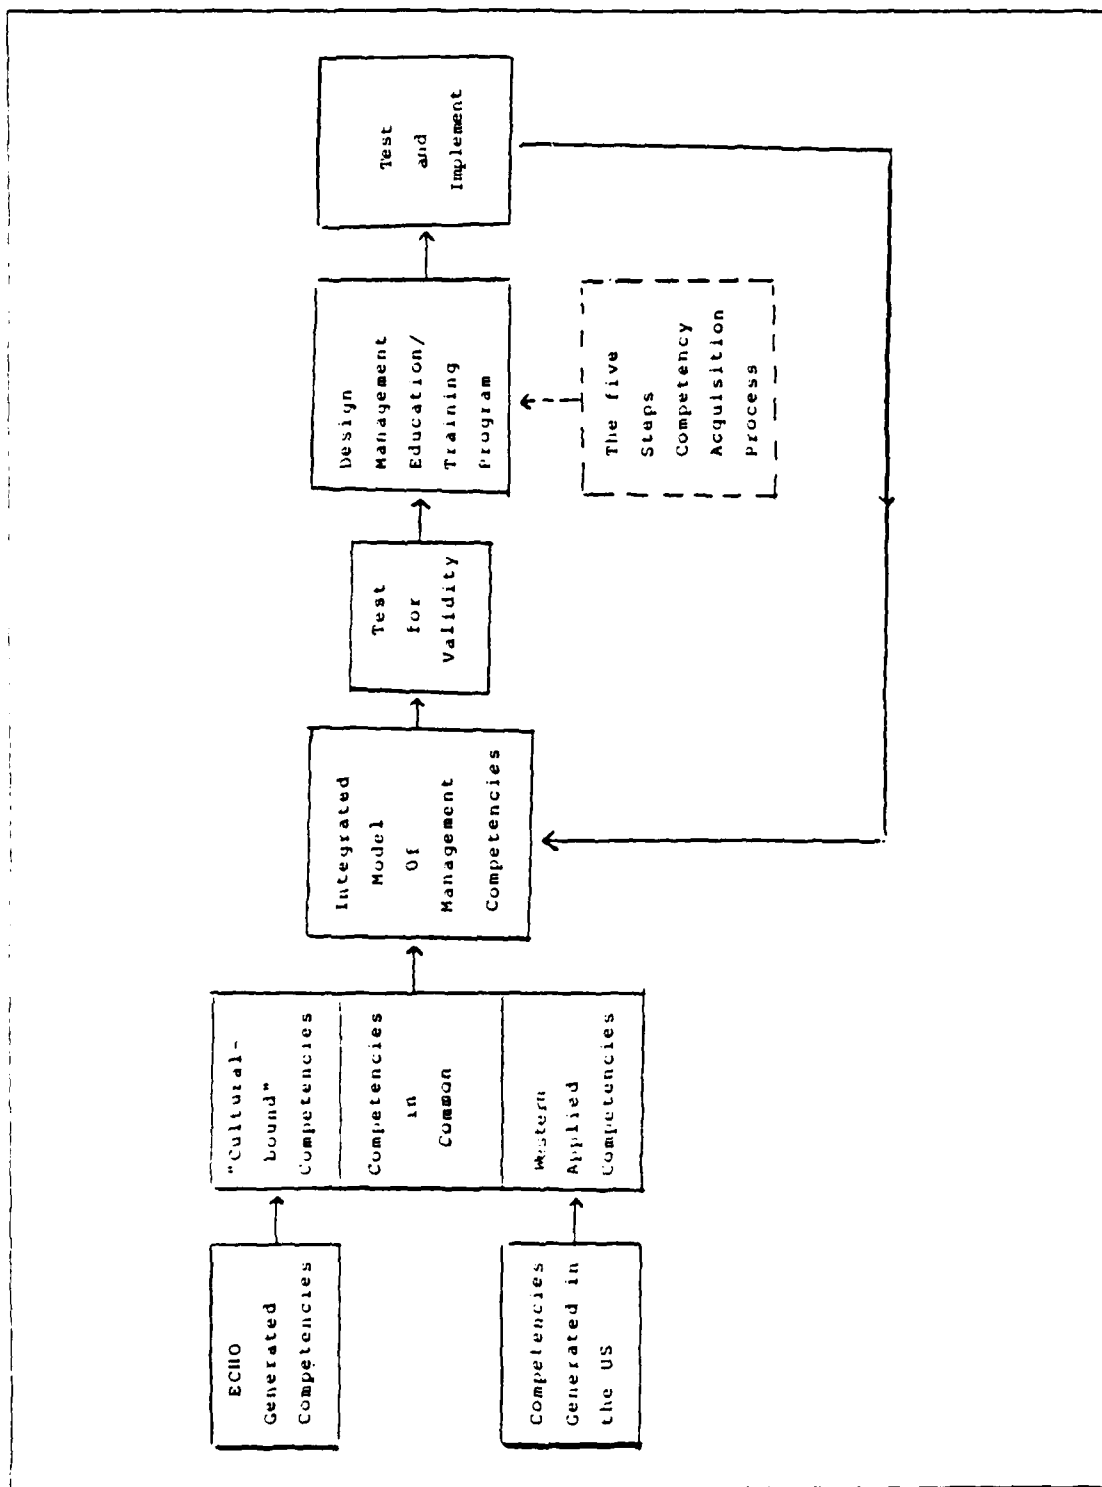 ECHO
Generated
Competencies
Competencies
Generated in
the US
"Cultural-
bound"
Competencies
Competencies
in
Common
Western
Applied
Competencies
Integrated
Model
Of
Management
Competencies
Test
for
Validity
Design
Management
Education/
Training
Program
The five
Steps
Competency
Acquisition
Process
Test
and
Implement